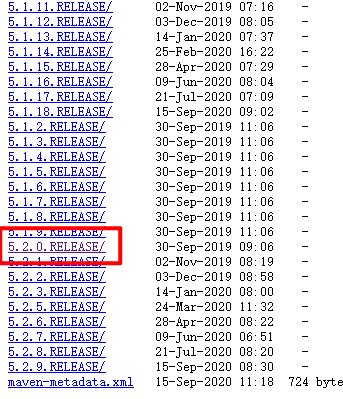 5.1.11.RELEASE/ 02-Nov-2019 07:16 -
5.1.12.RELEASE/ 03-Dec-2019 08:05 -
5.1.13.RELEASE/ 14-Jan-2020 07:37 -
5.1.14.RELEASE/ 25-Feb-2020 16:22 -
5.1.15.RELEASE/ 28-Apr-2020 07:29 -
5.1.16.RELEASE/ 09-Jun-2020 08:04 -
5.1.17.RELEASE/ 21-Jul-2020 07:09 -
5.1.18.RELEASE/ 15-Sep-2020 09:02 -
5.1.2.RELEASE/ 30-Sep-2019 11:06 -
5.1.3.RELEASE/ 30-Sep-2019 11:06 -
5.1.4.RELEASE/ 30-Sep-2019 11:06 -
5.1.5.RELEASE/ 30-Sep-2019 11:06 -
5.1.6.RELEASE/ 30-Sep-2019 11:06 -
5.1.7.RELEASE/ 30-Sep-2019 11:06 -
5.1.8.RELEASE/ 30-Sep-2019 11:06 -
5.1.9.RELEASE/ 30-Sep-2019 11:06 -
5.2.0.RELEASE/ 30-Sep-2019 09:06 -
5.2.1.RELEASE/ 02-Nov-2019 08:19 -
5.2.2.RELEASE/ 03-Dec-2019 08:58 -
5.2.3.RELEASE/ 14-Jan-2020 08:00 -
5.2.5.RELEASE/ 24-Mar-2020 11:32 -
5.2.6.RELEASE/ 28-Apr-2020 08:22 -
5.2.7.RELEASE/ 09-Jun-2020 06:51 -
5.2.8.RELEASE/ 21-Jul-2020 08:20 -
5.2.9.RELEASE/ 15-Sep-2020 08:30 -
maven-metadata.xml 15-Sep-2020 11:18 724 byte